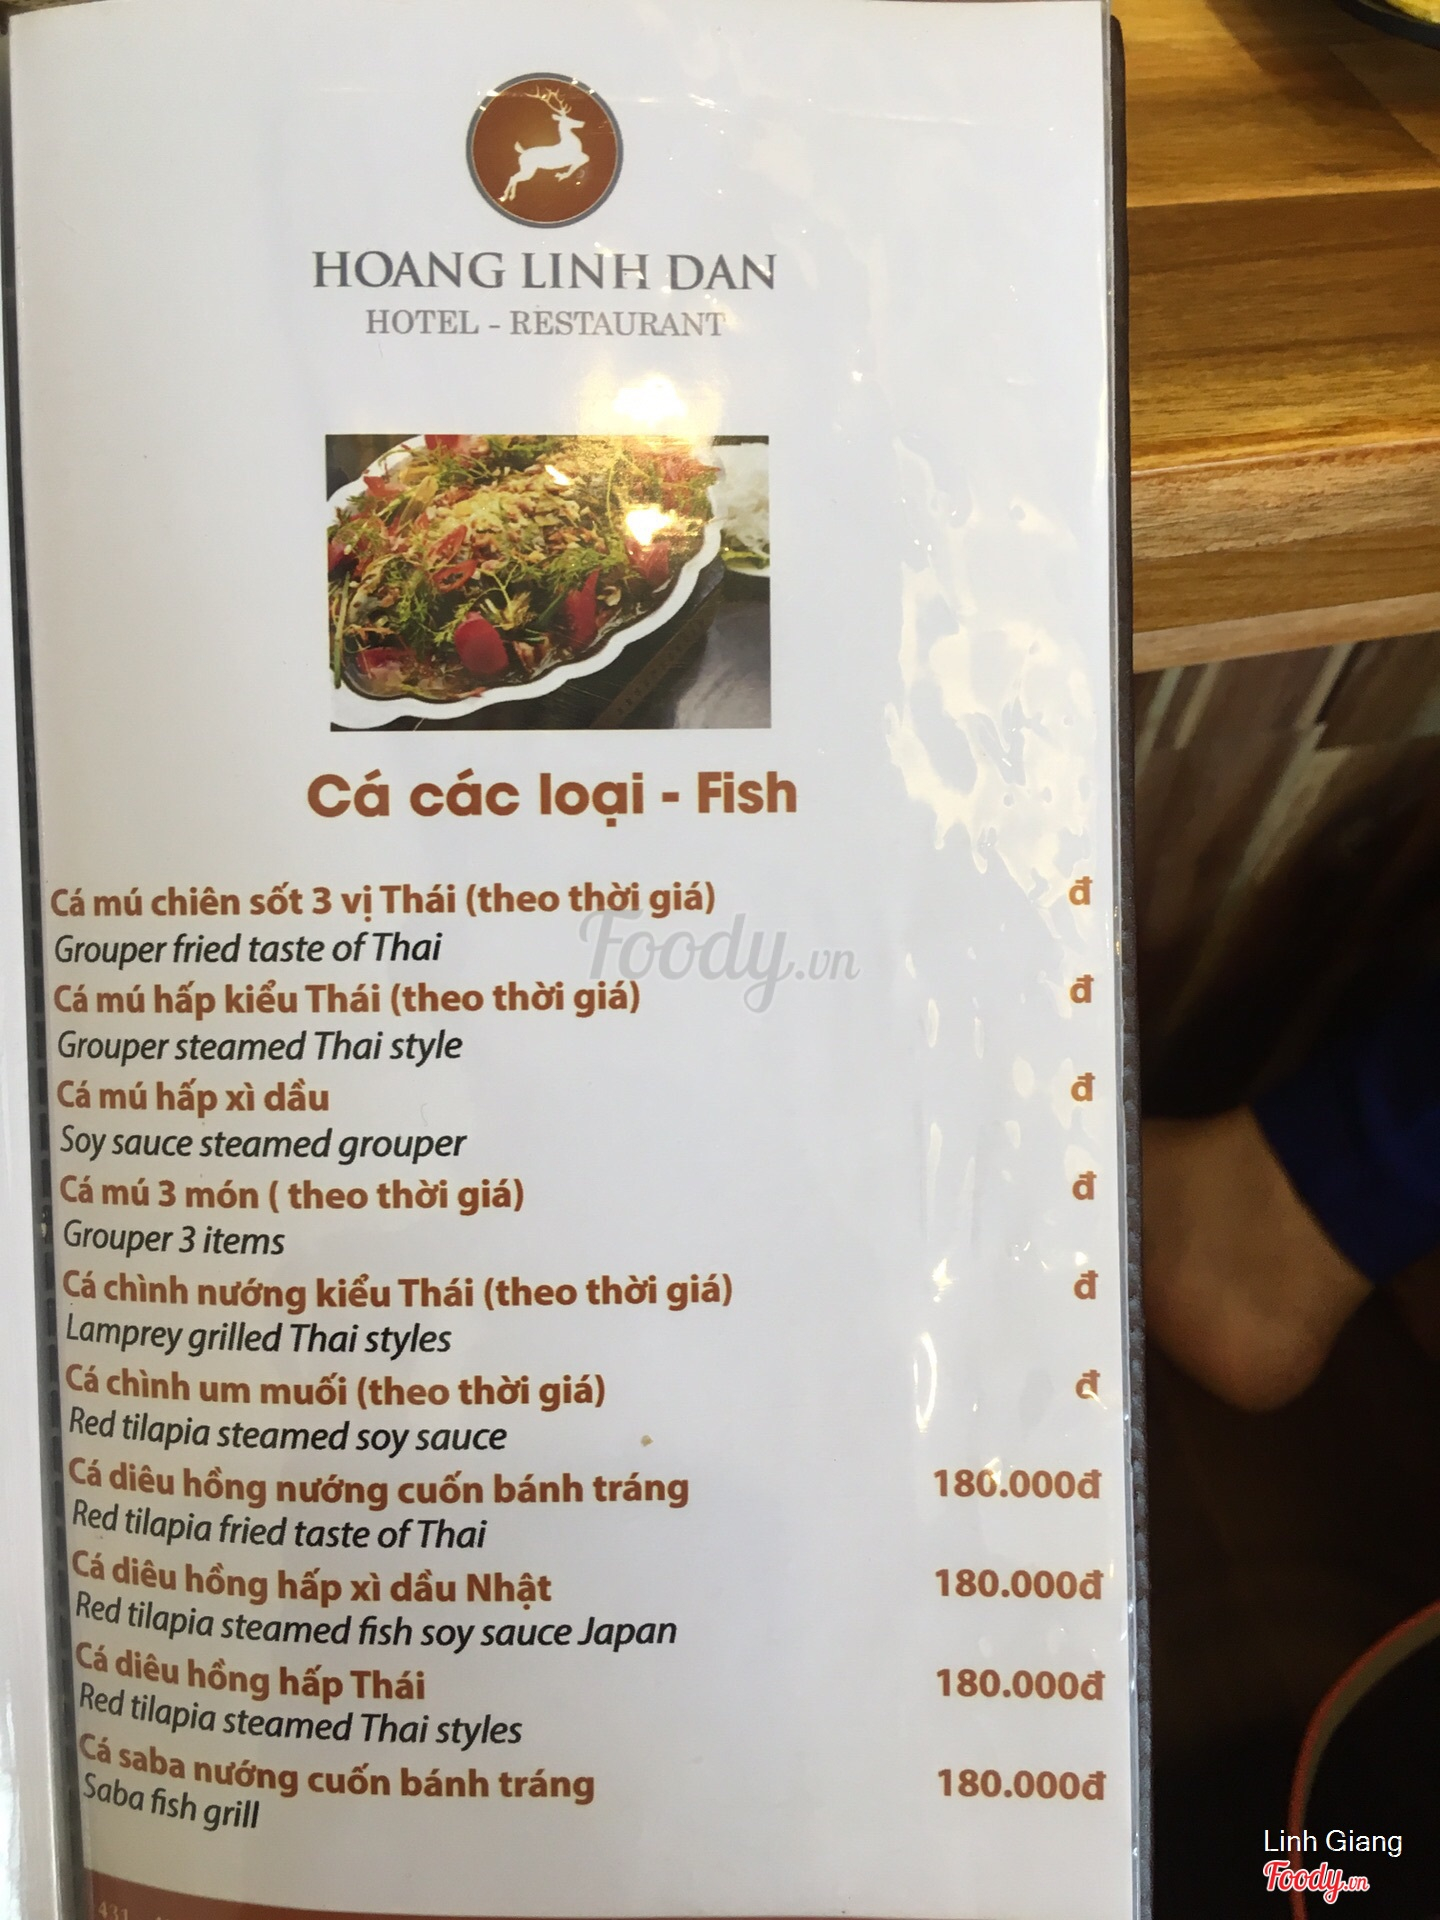 HOANG LINH DAN
HOTEL - RESTAURANT
Cá các loại - Fish
Cá mú chiên sốt 3 vị Thái (theo thời giá) đ
Grouper fried taste of Thai
Foody.vn
Cá mú hấp kiểu Thái (theo thời giá) đ
Grouper steamed Thai style
Cá mú hấp xì dầu đ
Soy sauce steamed grouper
Cá mú 3 món ( theo thời giá) đ
Grouper 3 items
Cá chình nướng kiểu Thái (theo thời giá) đ
Lamprey grilled Thai styles
Cá chình um muối (theo thời giá) đ
Red tilapia steamed soy sauce
Cá diêu hồng nướng cuốn bánh tráng 180.000đ
Red tilapia fried taste of Thai
Cá diêu hồng hấp xì dầu Nhật 180.000đ
Red tilapia steamed fish soy sauce Japan
Cá diêu hồng hấp Thái 180.000đ
Red tilapia steamed Thai styles
Cá saba nướng cuốn bánh tráng 180.000đ
Saba fish grill
Linh Giang
Foody.vn
431